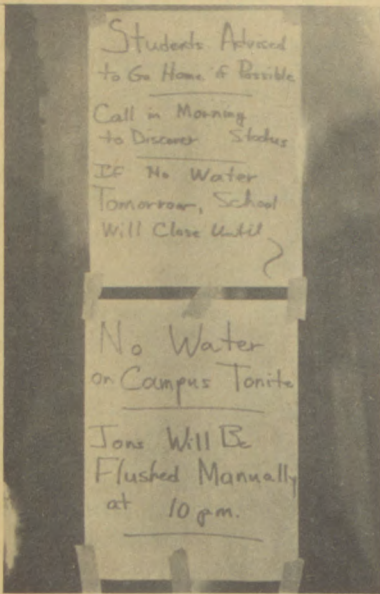 Students Advised
to Go Home if Possible
Call in Morning
to Discover Status
If No Water
Tomorrow, School
Will Close Until
?
No Water
on Campus Tonite
Jons Will Be
Flushed Manually
at 10 p.m.